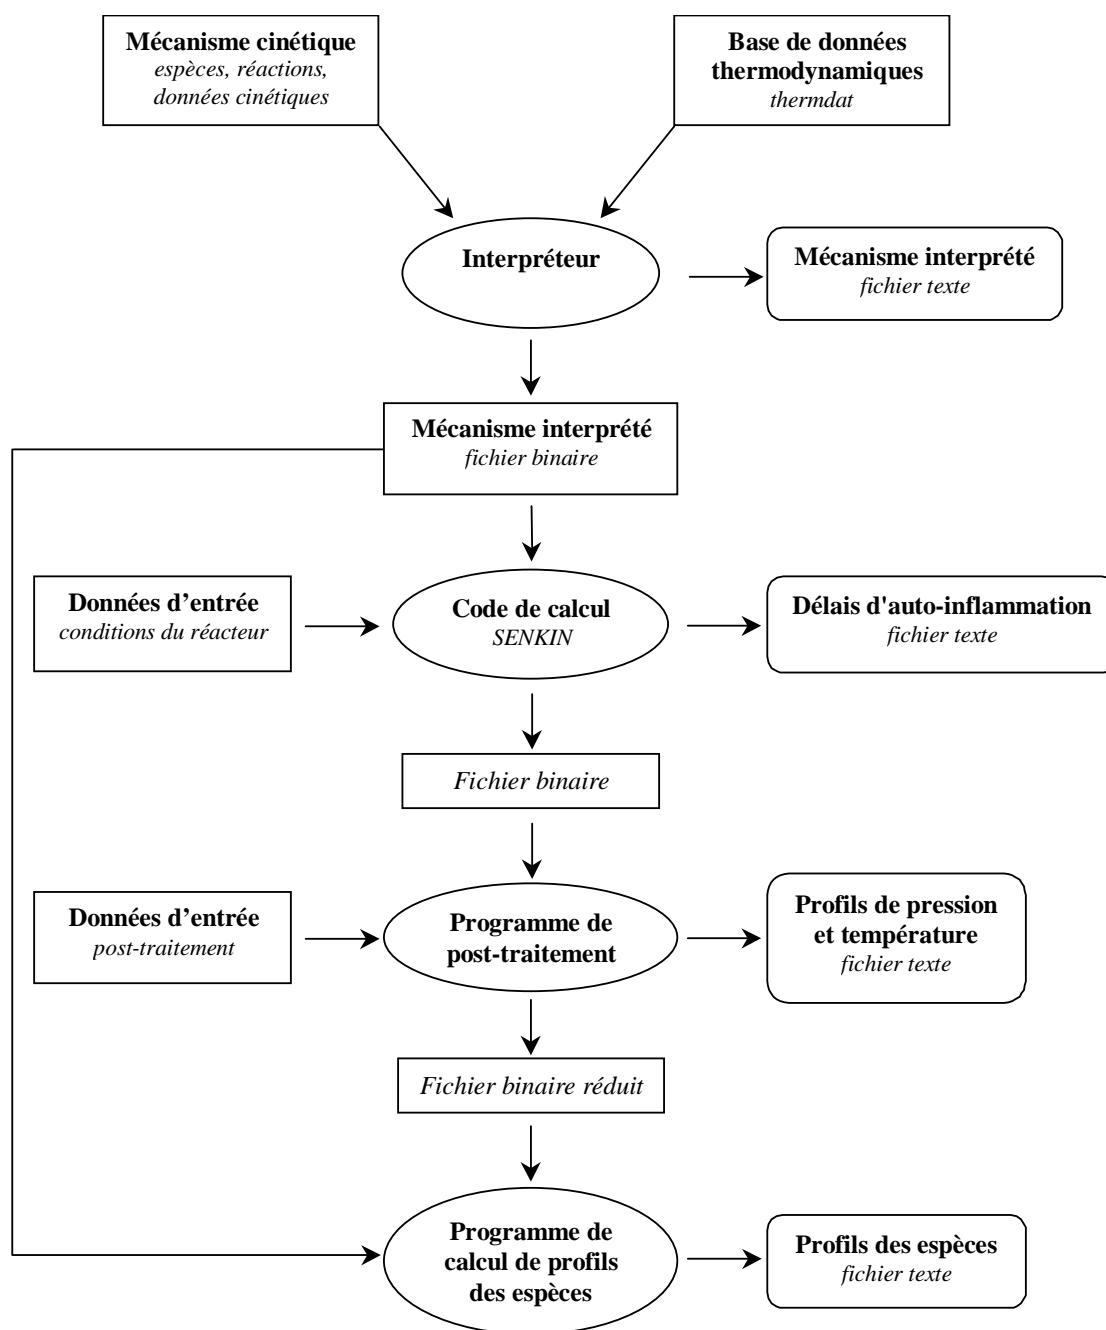 Mécanisme cinétique
espèces, réactions,
données cinétiques
Base de données
thermodynamiques
thermdat
Interpréteur
Mécanisme interprété
fichier texte
Mécanisme interprété
fichier binaire
Données d’entrée
conditions du réacteur
Code de calcul
SENKIN
Délais d'auto-inflammation
fichier texte
Fichier binaire
Données d’entrée
post-traitement
Programme de
post-traitement
Profils de pression
et température
fichier texte
Fichier binaire réduit
Programme de
calcul de profils
des espèces
Profils des espèces
fichier texte